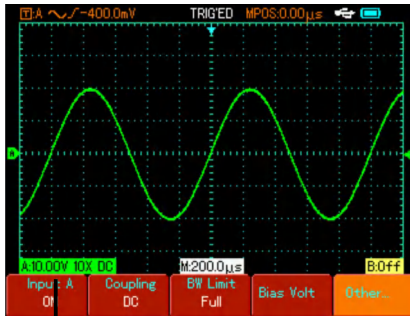 T:A -400.0mV TRIG'ED MPOS:0.00μs
A
A:10.00V 10X DC M:200.0μs B:Off
Input A Coupling BW Limit Bias Volt Other...
ON DC Full